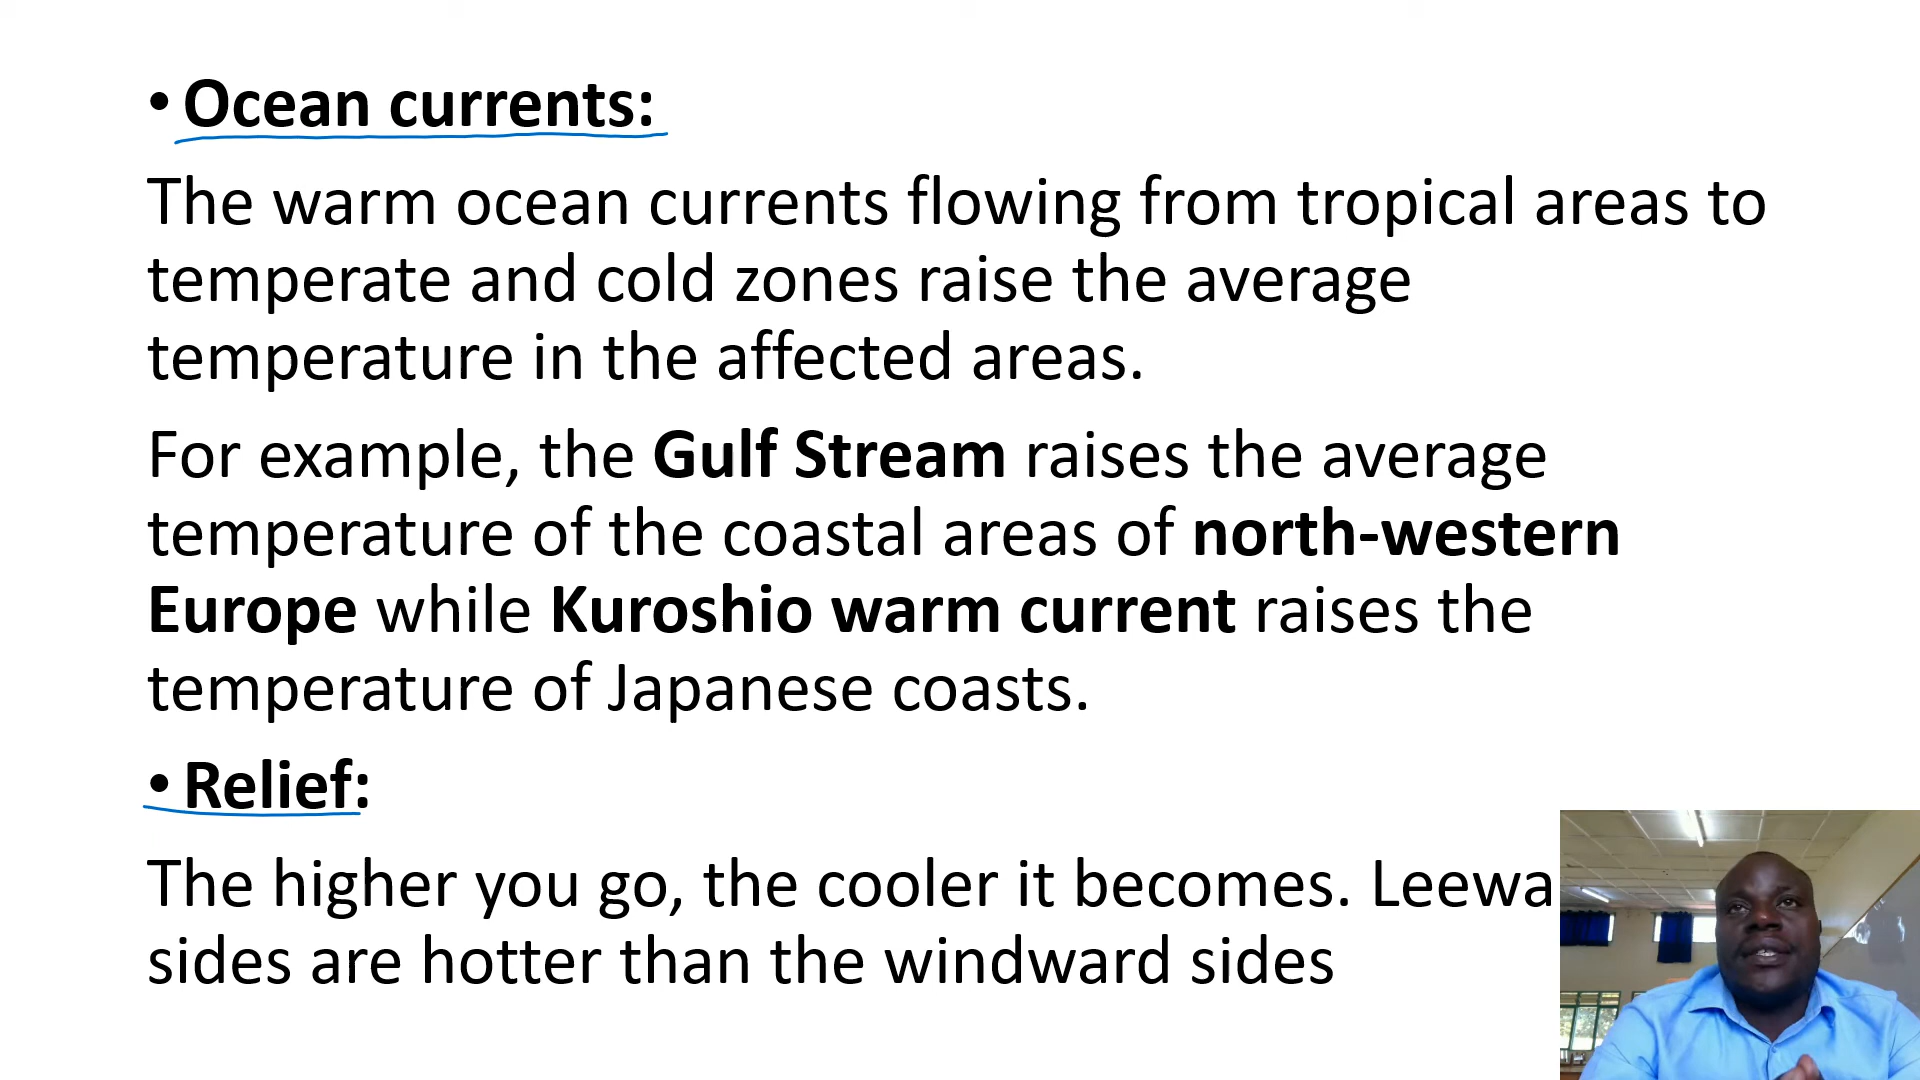 • Ocean currents:
The warm ocean currents flowing from tropical areas to
temperate and cold zones raise the average
temperature in the affected areas.
For example, the Gulf Stream raises the average
temperature of the coastal areas of north-western
Europe while Kuroshio warm current raises the
temperature of Japanese coasts.
• Relief:
The higher you go, the cooler it becomes. Leewa
sides are hotter than the windward sides